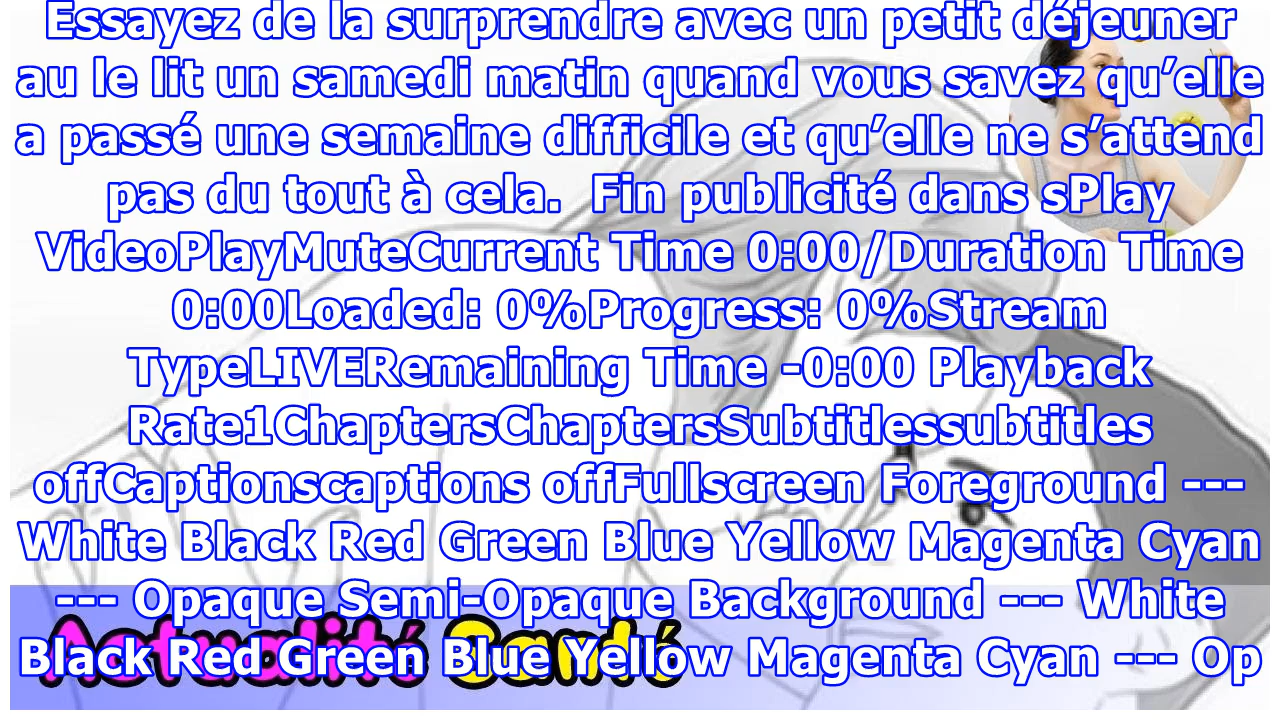 Essayez de la surprendre avec un petit déjeuner
au le lit un samedi matin quand vous savez qu’elle
a passé une semaine difficile et qu’elle ne s’attend
pas du tout à cela.  Fin publicité dans sPlay
VideoPlayMuteCurrent Time 0:00/Duration Time
0:00Loaded: 0%Progress: 0%Stream
TypeLIVERemaining Time -0:00 Playback
Rate1ChaptersChaptersSubtitlessubtitles
offCaptionscaptions offFullscreen Foreground ---
White Black Red Green Blue Yellow Magenta Cyan
--- Opaque Semi-Opaque Background --- White
Black Red Green Blue Yellow Magenta Cyan --- Op
Actualité Santé